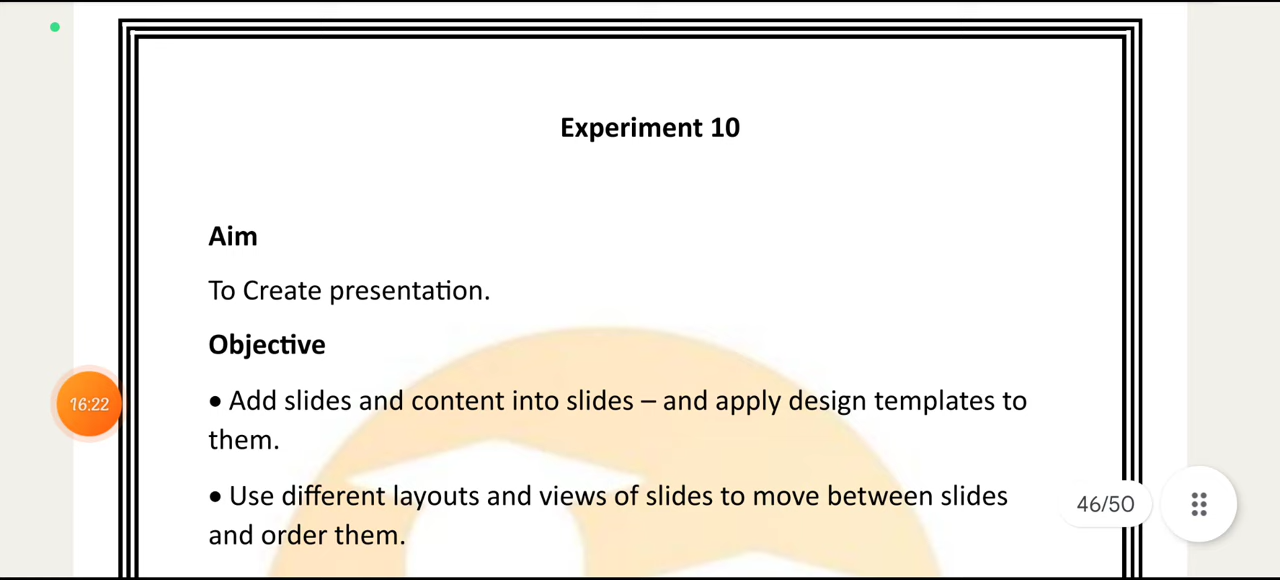 Experiment 10
Aim
To Create presentation.
Objective
• Add slides and content into slides – and apply design templates to
them.
16:22
• Use different layouts and views of slides to move between slides
46/50
and order them.